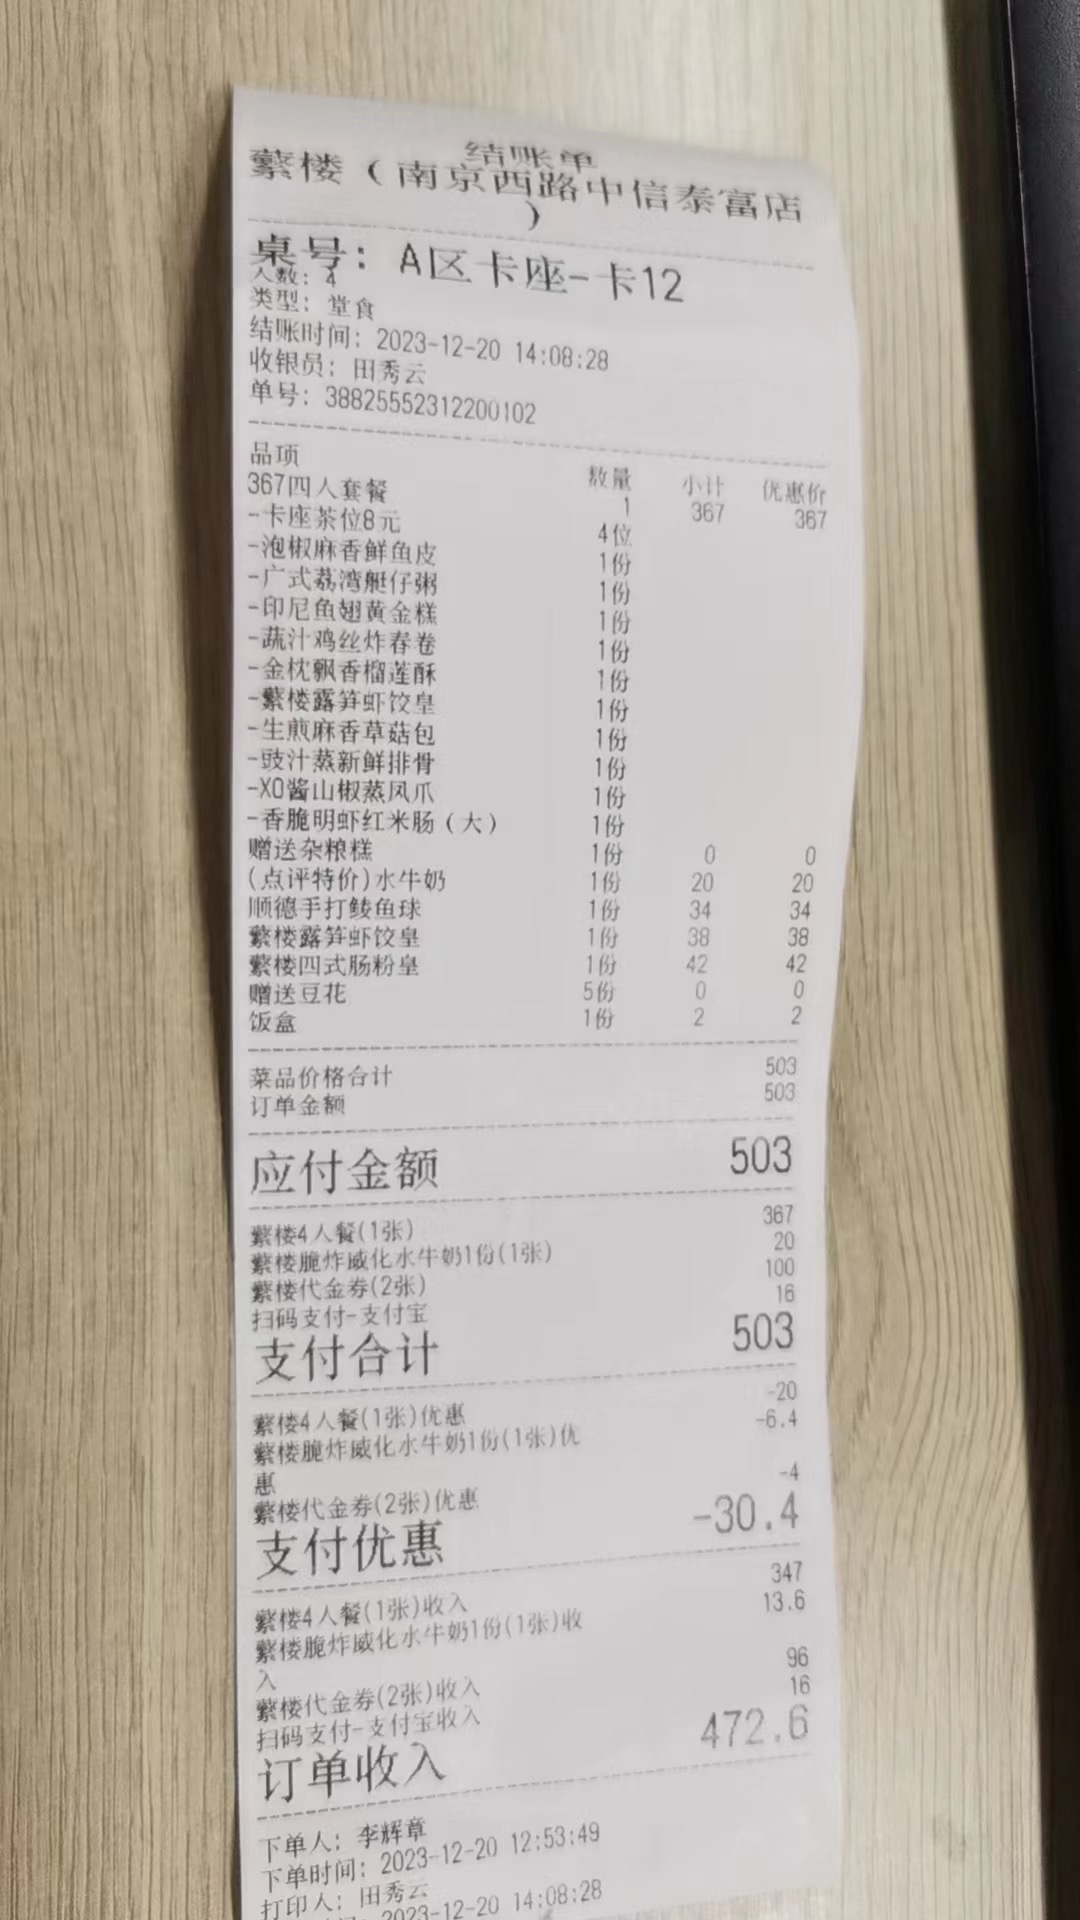 结账单
蘩楼（南京西路中信泰富店
）
桌号：A区卡座-卡12
人数：4
类型：堂食
结账时间：2023-12-20 14:08:28
收银员：田秀云
单号：38825552312200102
品项 数量 小计 优惠价
367四人套餐 1 367 367
-卡座茶位8元 4位
-泡椒麻香鲜鱼皮 1份
-广式荔湾艇仔粥 1份
-印尼鱼翅黄金糕 1份
-蔬汁鸡丝炸春卷 1份
-金枕飘香榴莲酥 1份
-蘩楼露笋虾饺皇 1份
-生煎麻香草菇包 1份
-豉汁蒸新鲜排骨 1份
-XO酱山椒蒸凤爪 1份
-香脆明虾红米肠（大） 1份
赠送杂粮糕 1份 0 0
(点评特价)水牛奶 1份 20 20
顺德手打鲮鱼球 1份 34 34
蘩楼露笋虾饺皇 1份 38 38
蘩楼四式肠粉皇 1份 42 42
赠送豆花 5份 0 0
饭盒 1份 2 2
菜品价格合计 503
订单金额 503
应付金额 503
蘩楼4人餐(1张) 367
蘩楼脆炸威化水牛奶1份(1张) 20
蘩楼代金券(2张) 100
扫码支付-支付宝 16
支付合计 503
蘩楼4人餐(1张)优惠 -20
蘩楼脆炸威化水牛奶1份(1张)优 -6.4
惠
蘩楼代金券(2张)优惠 -4
支付优惠 -30.4
蘩楼4人餐(1张)收入 347
蘩楼脆炸威化水牛奶1份(1张)收 13.6
入
蘩楼代金券(2张)收入 96
扫码支付-支付宝收入 16
订单收入 472.6
下单人：李辉章
下单时间：2023-12-20 12:53:49
打印人：田秀云
2023-12-20 14:08:28